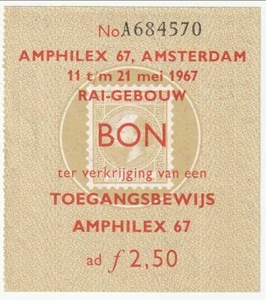 No. A684570
AMPHILEX 67, AMSTERDAM
11 t/m 21 mei 1967
RAI-GEBOUW
BON
ter verkrijging van een
TOEGANGSBEWIJS
AMPHILEX 67
ad ƒ 2,50